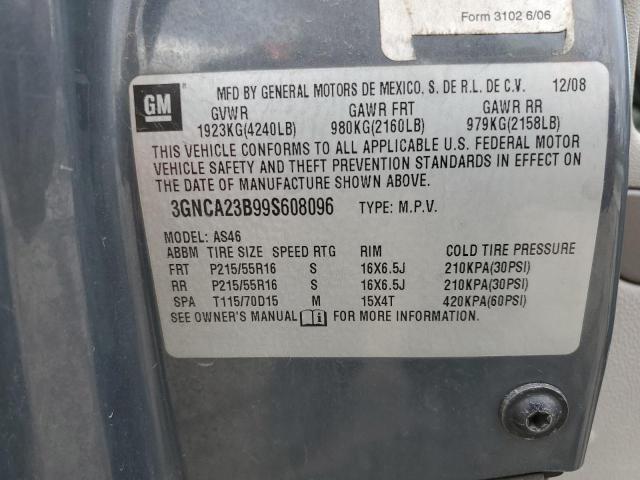 Form 3102 6/06
GM
MFD BY GENERAL MOTORS DE MEXICO, S. DE R.L. DE C.V. 12/08
GVWR GAWR FRT GAWR RR
1923KG(4240LB) 980KG(2160LB) 979KG(2158LB)
THIS VEHICLE CONFORMS TO ALL APPLICABLE U.S. FEDERAL MOTOR
VEHICLE SAFETY AND THEFT PREVENTION STANDARDS IN EFFECT ON
THE DATE OF MANUFACTURE SHOWN ABOVE.
3GNCA23B99S608096 TYPE: M.P.V.
MODEL: AS46
ABBM TIRE SIZE SPEED RTG RIM COLD TIRE PRESSURE
FRT P215/55R16 S 16X6.5J 210KPA(30PSI)
RR P215/55R16 S 16X6.5J 210KPA(30PSI)
SPA T115/70D15 M 15X4T 420KPA(60PSI)
SEE OWNER'S MANUAL i FOR MORE INFORMATION.